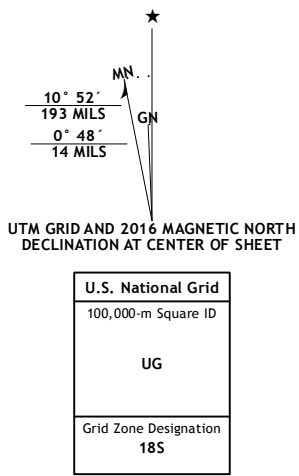 ★
MN
GN
10° 52´
193 MILS
0° 48´
14 MILS
UTM GRID AND 2016 MAGNETIC NORTH
DECLINATION AT CENTER OF SHEET
U.S. National Grid
100,000-m Square ID
UG
Grid Zone Designation
18S